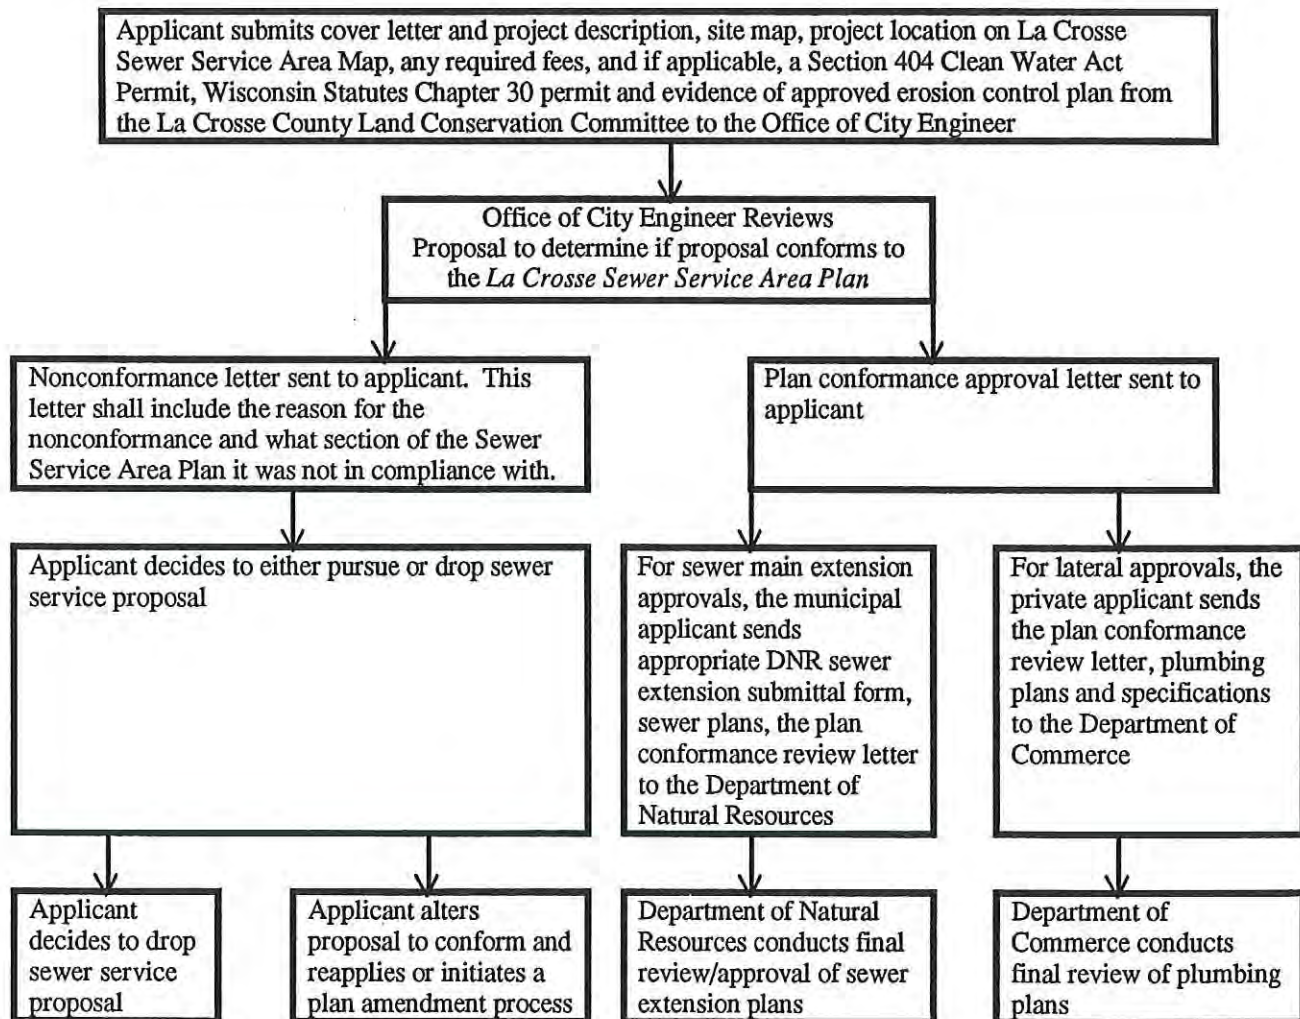 Applicant submits cover letter and project description, site map, project location on La Crosse
Sewer Service Area Map, any required fees, and if applicable, a Section 404 Clean Water Act
Permit, Wisconsin Statutes Chapter 30 permit and evidence of approved erosion control plan from
the La Crosse County Land Conservation Committee to the Office of City Engineer
Office of City Engineer Reviews
Proposal to determine if proposal conforms to
the La Crosse Sewer Service Area Plan
Nonconformance letter sent to applicant. This
letter shall include the reason for the
nonconformance and what section of the Sewer
Service Area Plan it was not in compliance with.
Plan conformance approval letter sent to
applicant
Applicant decides to either pursue or drop sewer
service proposal
For sewer main extension
approvals, the municipal
applicant sends
appropriate DNR sewer
extension submittal form,
sewer plans, the plan
conformance review letter
to the Department of
Natural Resources
For lateral approvals, the
private applicant sends
the plan conformance
review letter, plumbing
plans and specifications
to the Department of
Commerce
Applicant
decides to drop
sewer service
proposal
Applicant alters
proposal to conform and
reapplies or initiates a
plan amendment process
Department of Natural
Resources conducts final
review/approval of sewer
extension plans
Department of
Commerce conducts
final review of plumbing
plans